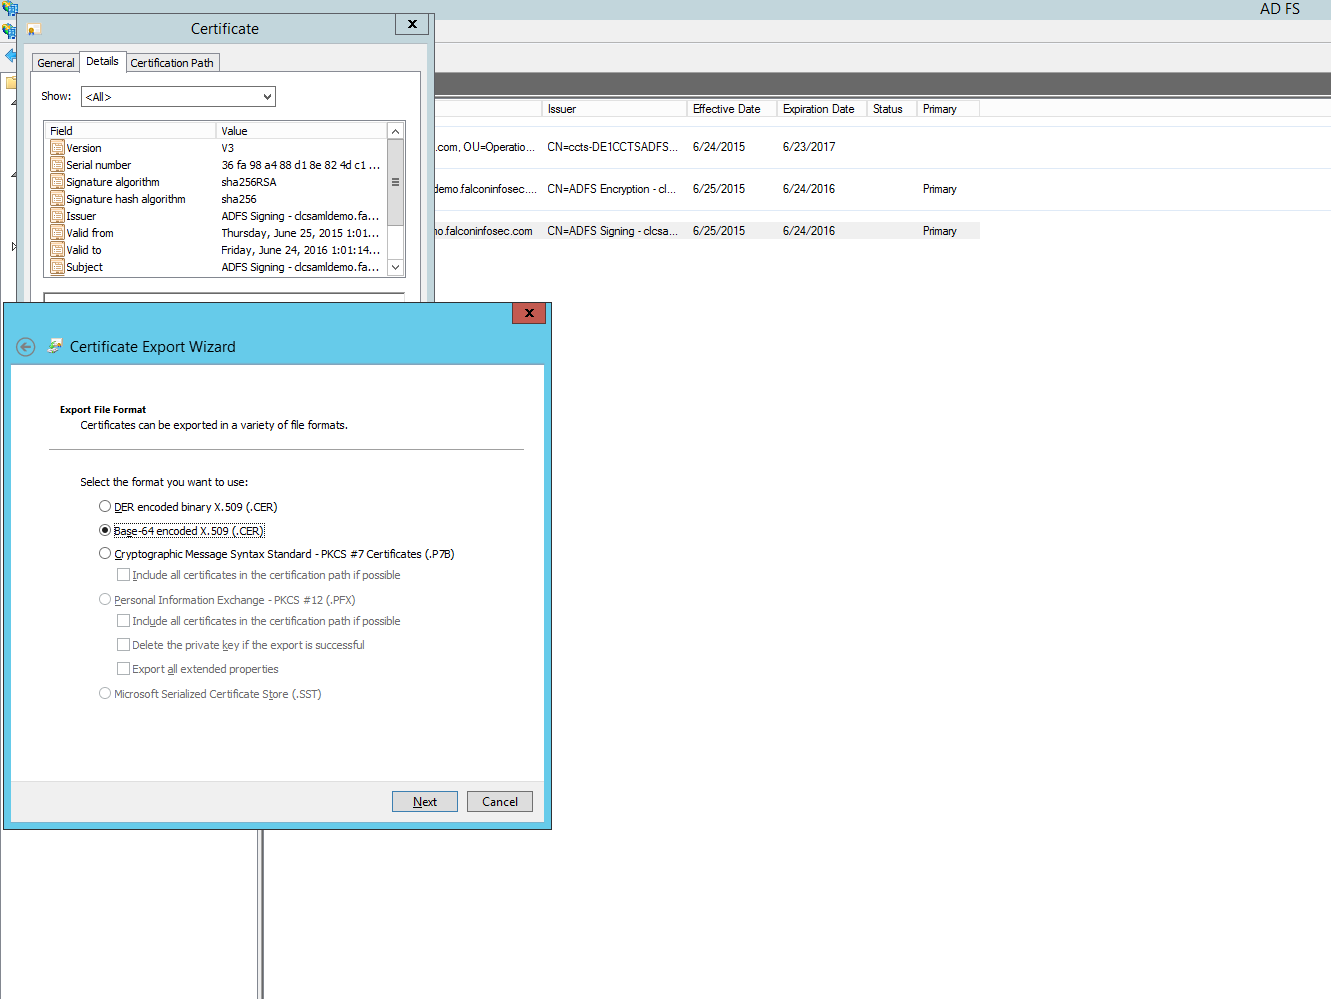 AD FS
Certificate
x
General Details Certification Path
Show: <All>
Field Value
Version V3
Serial number 36 fa 98 a4 88 d1 8e 82 4d c1 ...
Signature algorithm sha256RSA
Signature hash algorithm sha256
Issuer ADFS Signing - clcsamldemo.fa...
Valid from Thursday, June 25, 2015 1:01...
Valid to Friday, June 24, 2016 1:01:14...
Subject ADFS Signing - clcsamldemo.fa...
Issuer Effective Date Expiration Date Status Primary
.com, OU=Operatio... CN=ccts-DE1CCTSADFS... 6/24/2015 6/23/2017
demo.falconinfosec.... CN=ADFS Encryption - cl... 6/25/2015 6/24/2016 Primary
no.falconinfosec.com CN=ADFS Signing - clcsa... 6/25/2015 6/24/2016 Primary
x
Certificate Export Wizard
Export File Format
Certificates can be exported in a variety of file formats.
Select the format you want to use:
DER encoded binary X.509 (.CER)
Base-64 encoded X.509 (.CER)
Cryptographic Message Syntax Standard - PKCS #7 Certificates (.P7B)
Include all certificates in the certification path if possible
Personal Information Exchange - PKCS #12 (.PFX)
Include all certificates in the certification path if possible
Delete the private key if the export is successful
Export all extended properties
Microsoft Serialized Certificate Store (.SST)
Next Cancel